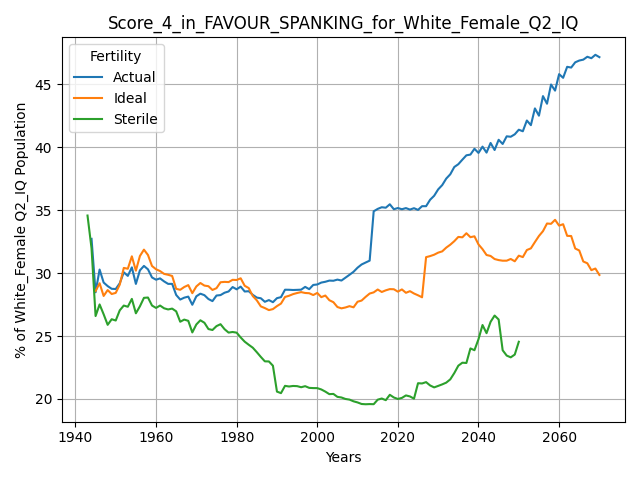 Score_4_in_FAVOUR_SPANKING_for_White_Female_Q2_IQ
Fertility
Actual
Ideal
Sterile
% of White_Female Q2_IQ Population
45
40
35
30
25
20
1940 1960 1980 2000 2020 2040 2060
Years